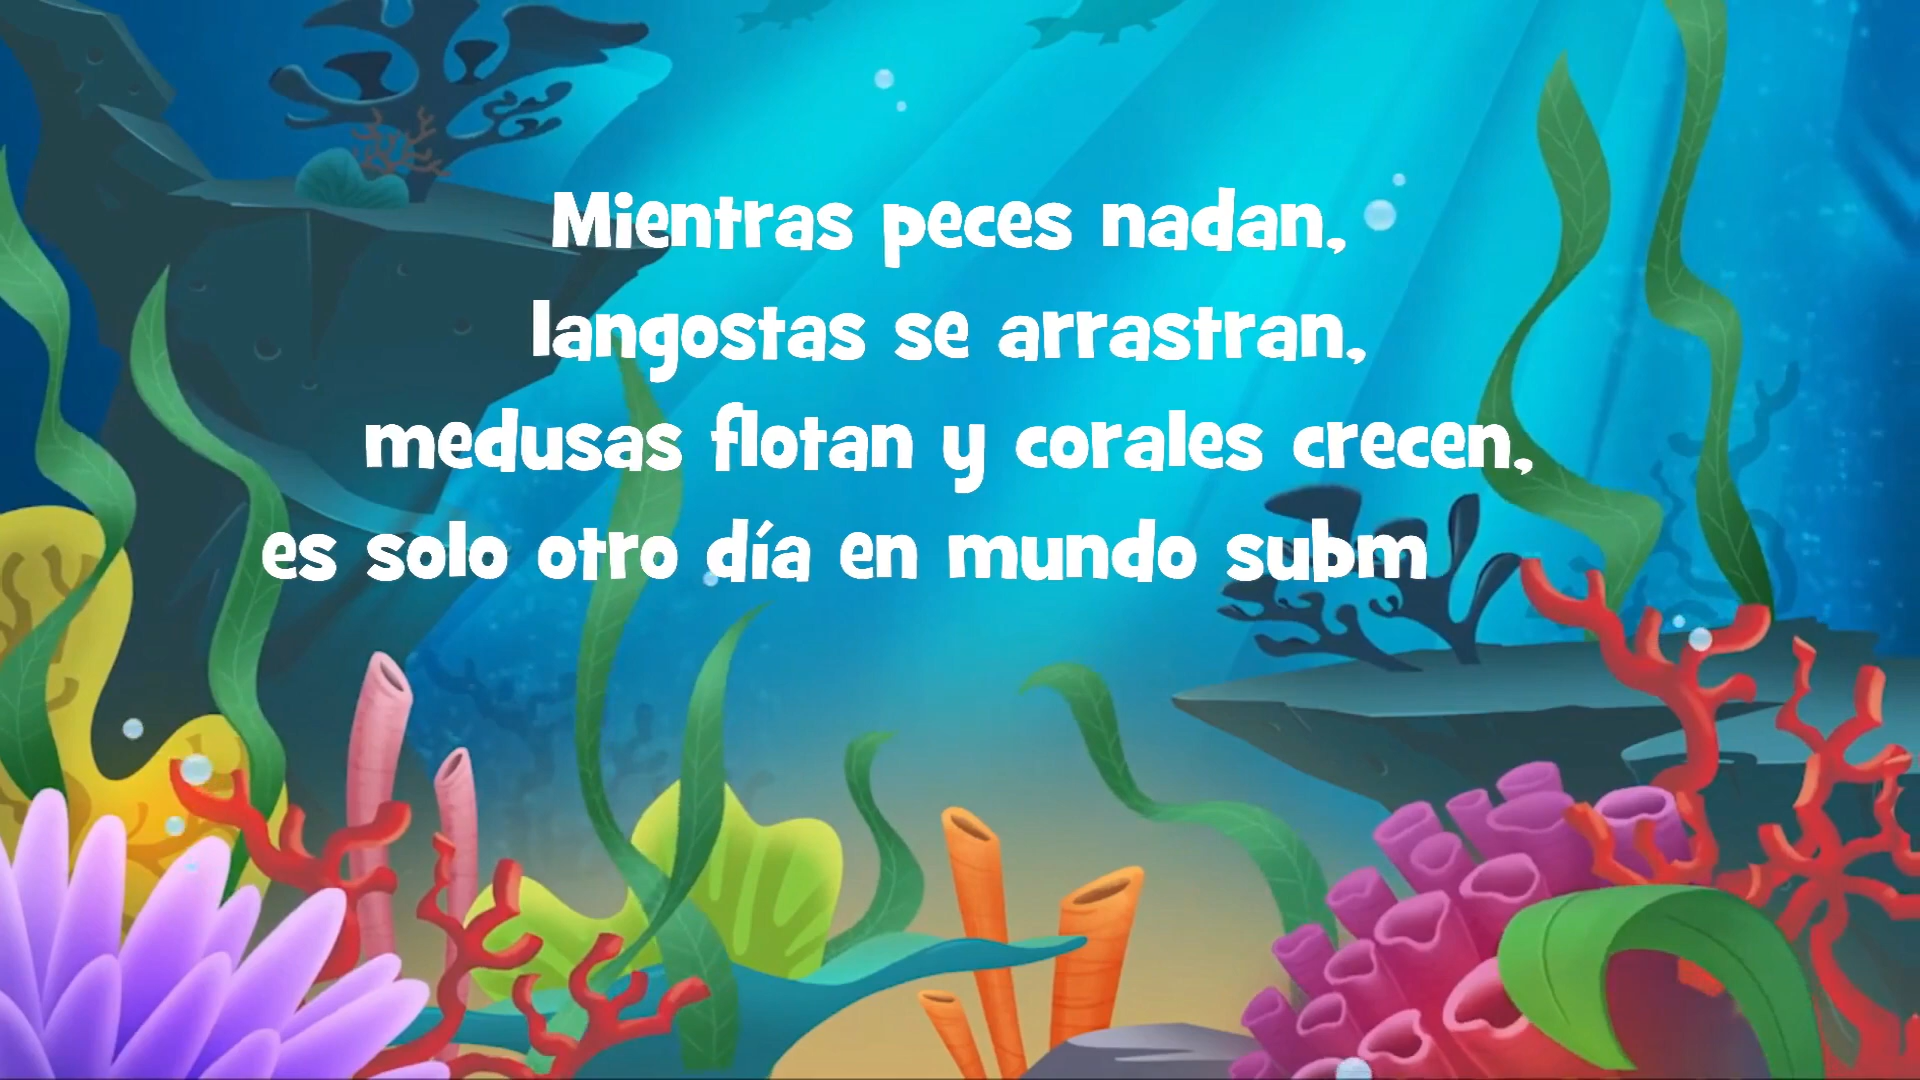 Mientras peces nadan,
langostas se arrastran,
medusas flotan y corales crecen,
es solo otro día en mundo subm